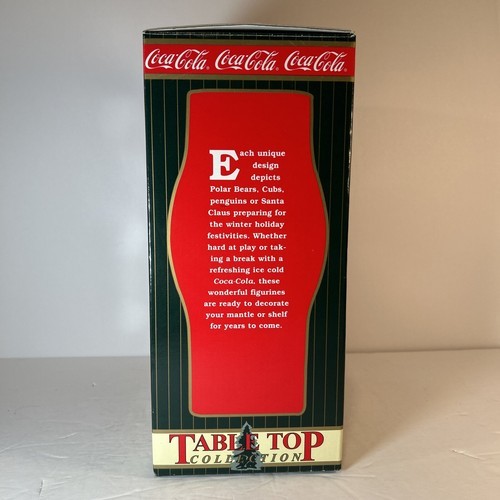 Coca-Cola Coca-Cola Coca-Cola
Each unique
design
depicts
Polar Bears, Cubs,
penguins or Santa
Claus preparing for
the winter holiday
festivities. Whether
hard at play or tak-
ing a break with a
refreshing ice cold
Coca-Cola, these
wonderful figurines
are ready to decorate
your mantle or shelf
for years to come.
TABLE TOP
COLLECTION